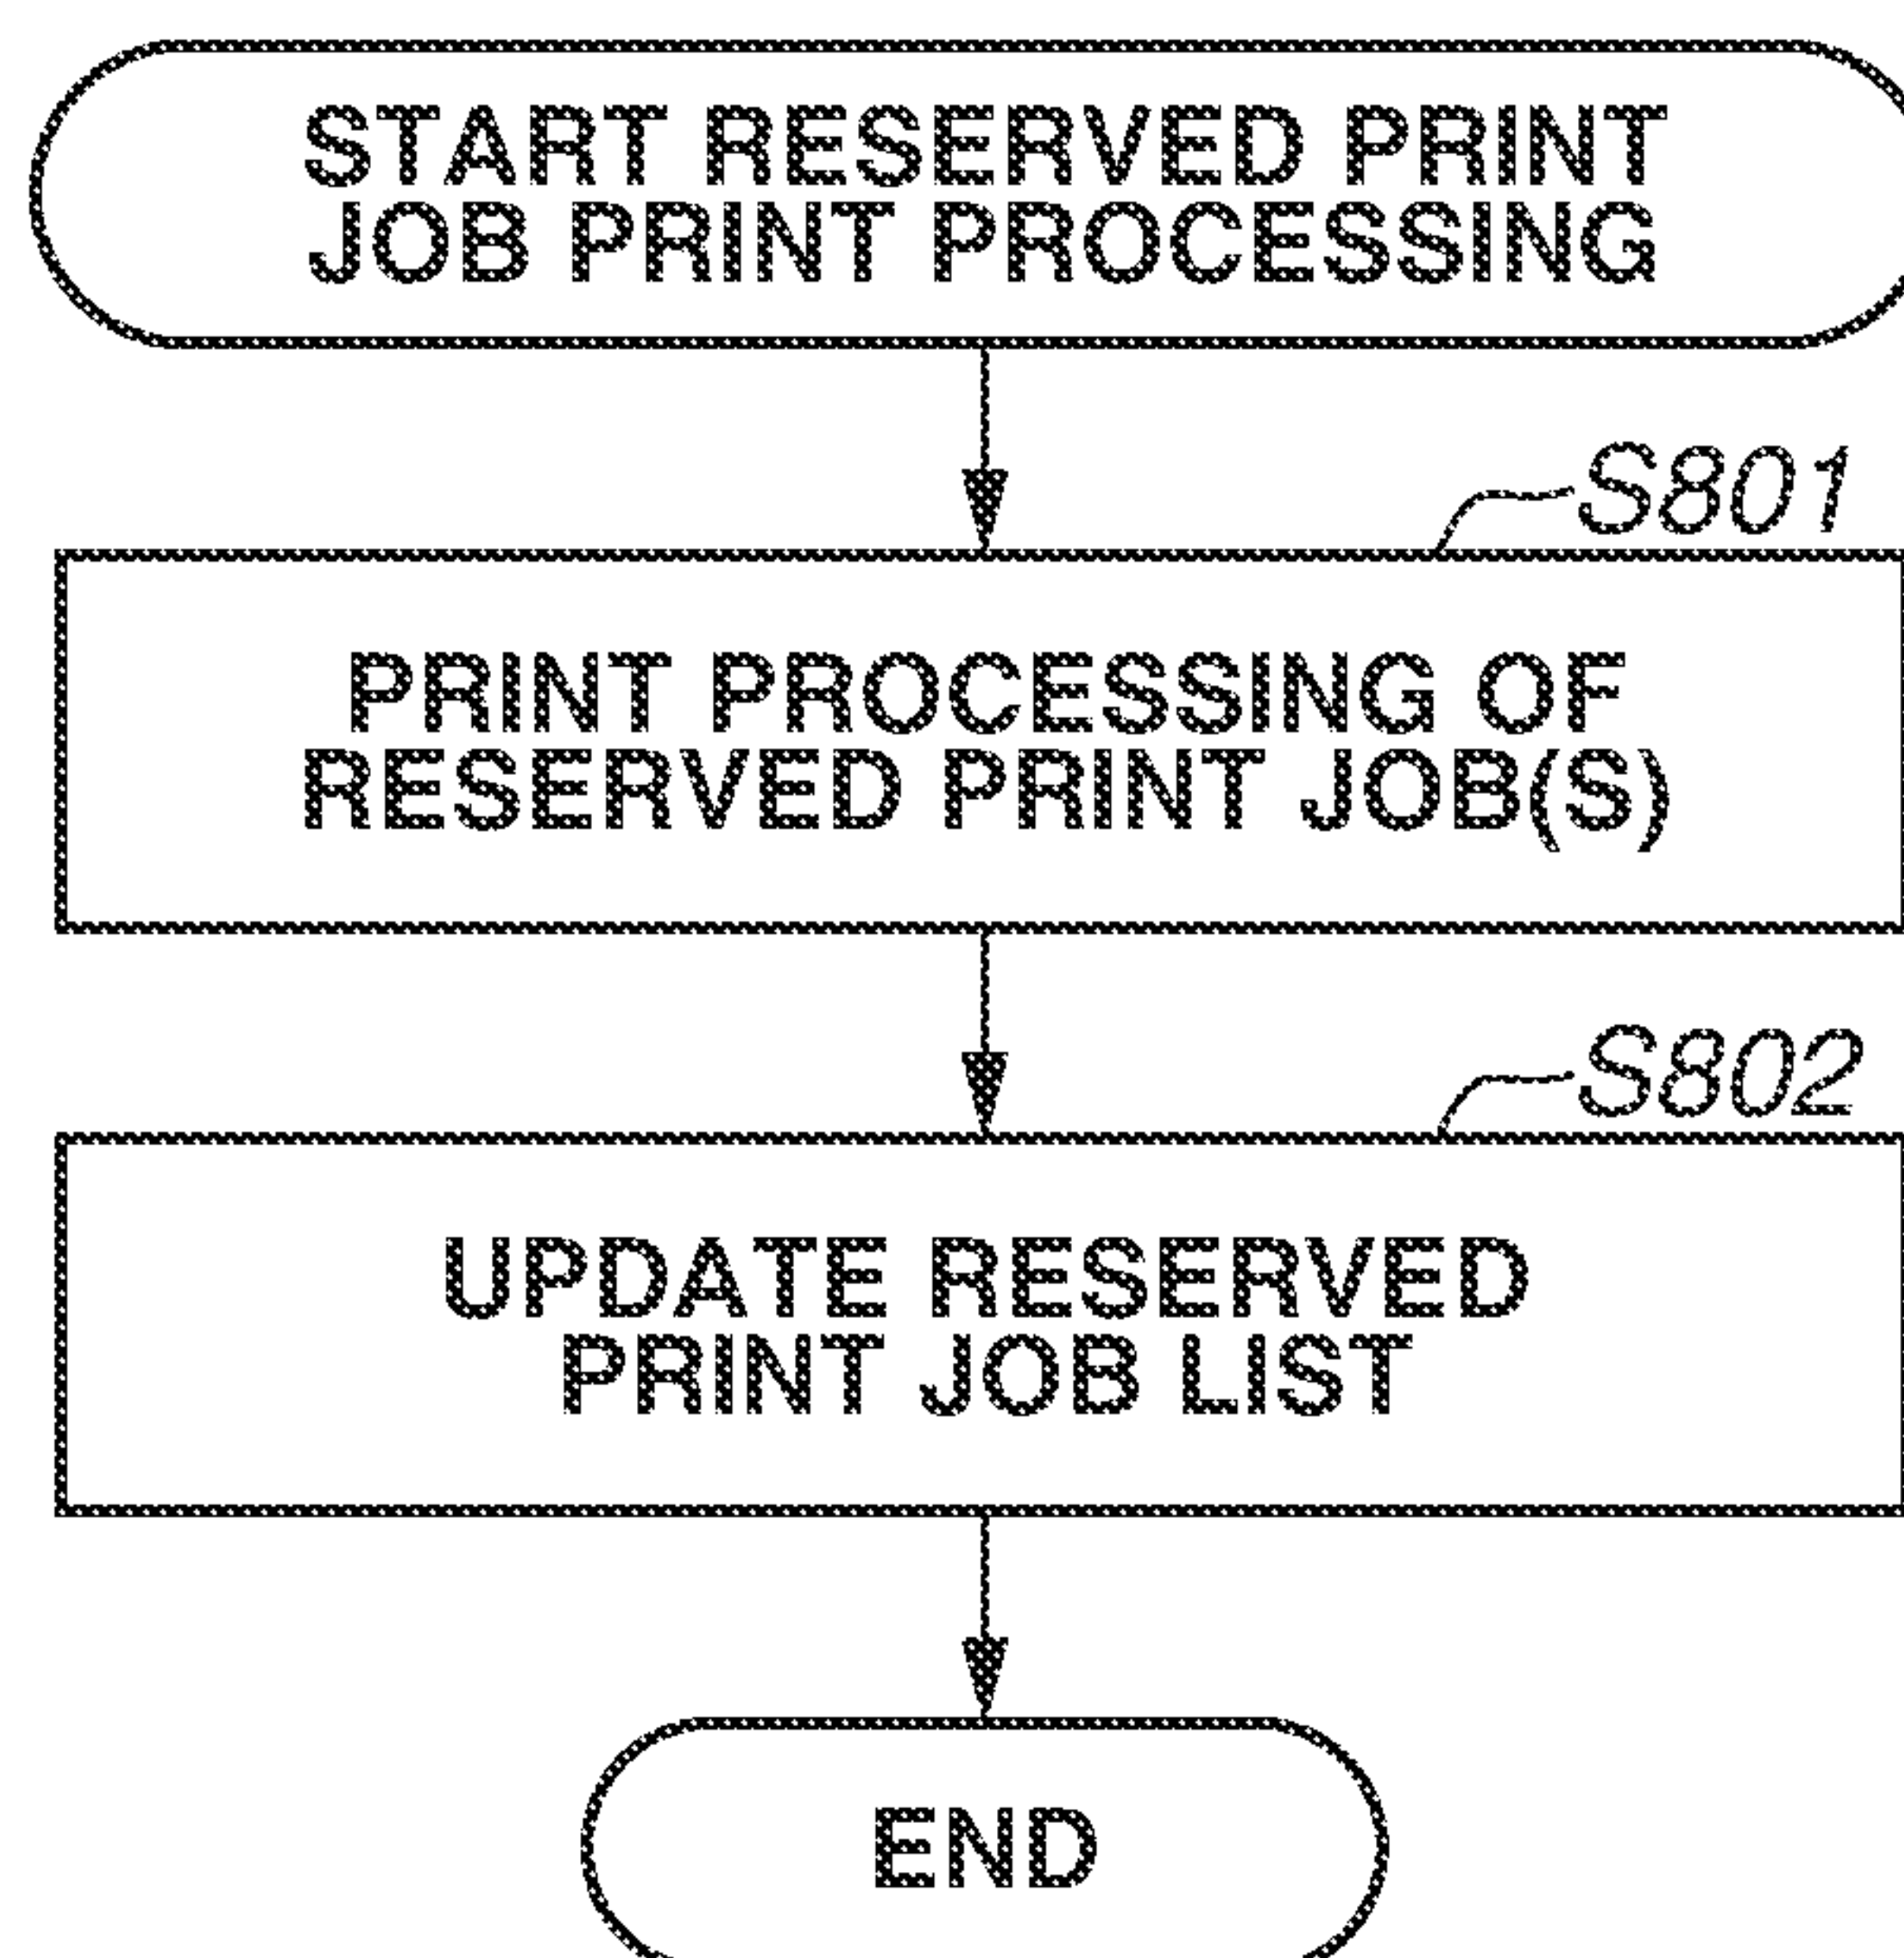 START RESERVED PRINT
JOB PRINT PROCESSING
S801
PRINT PROCESSING OF
RESERVED PRINT JOB(S)
S802
UPDATE RESERVED
PRINT JOB LIST
END